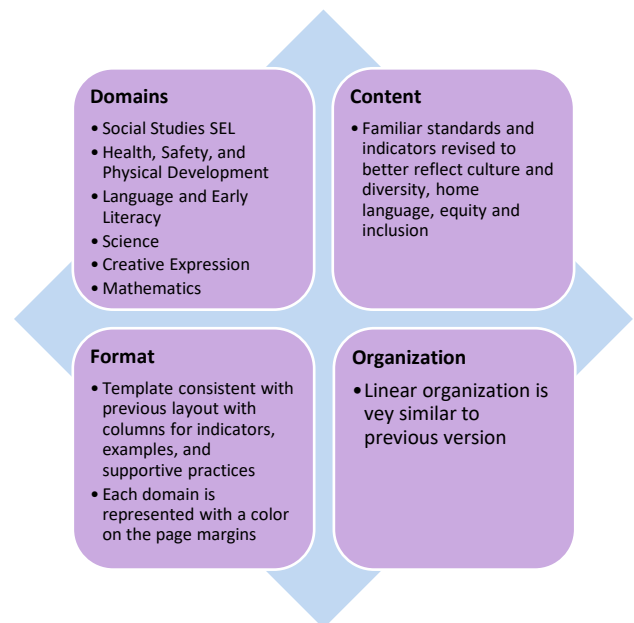 Domains
• Social Studies SEL
• Health, Safety, and
Physical Development
• Language and Early
Literacy
• Science
• Creative Expression
• Mathematics
Content
• Familiar standards and
indicators revised to
better reflect culture and
diversity, home
language, equity and
inclusion
Format
• Template consistent with
previous layout with
columns for indicators,
examples, and
supportive practices
• Each domain is
represented with a color
on the page margins
Organization
• Linear organization is
vey similar to
previous version